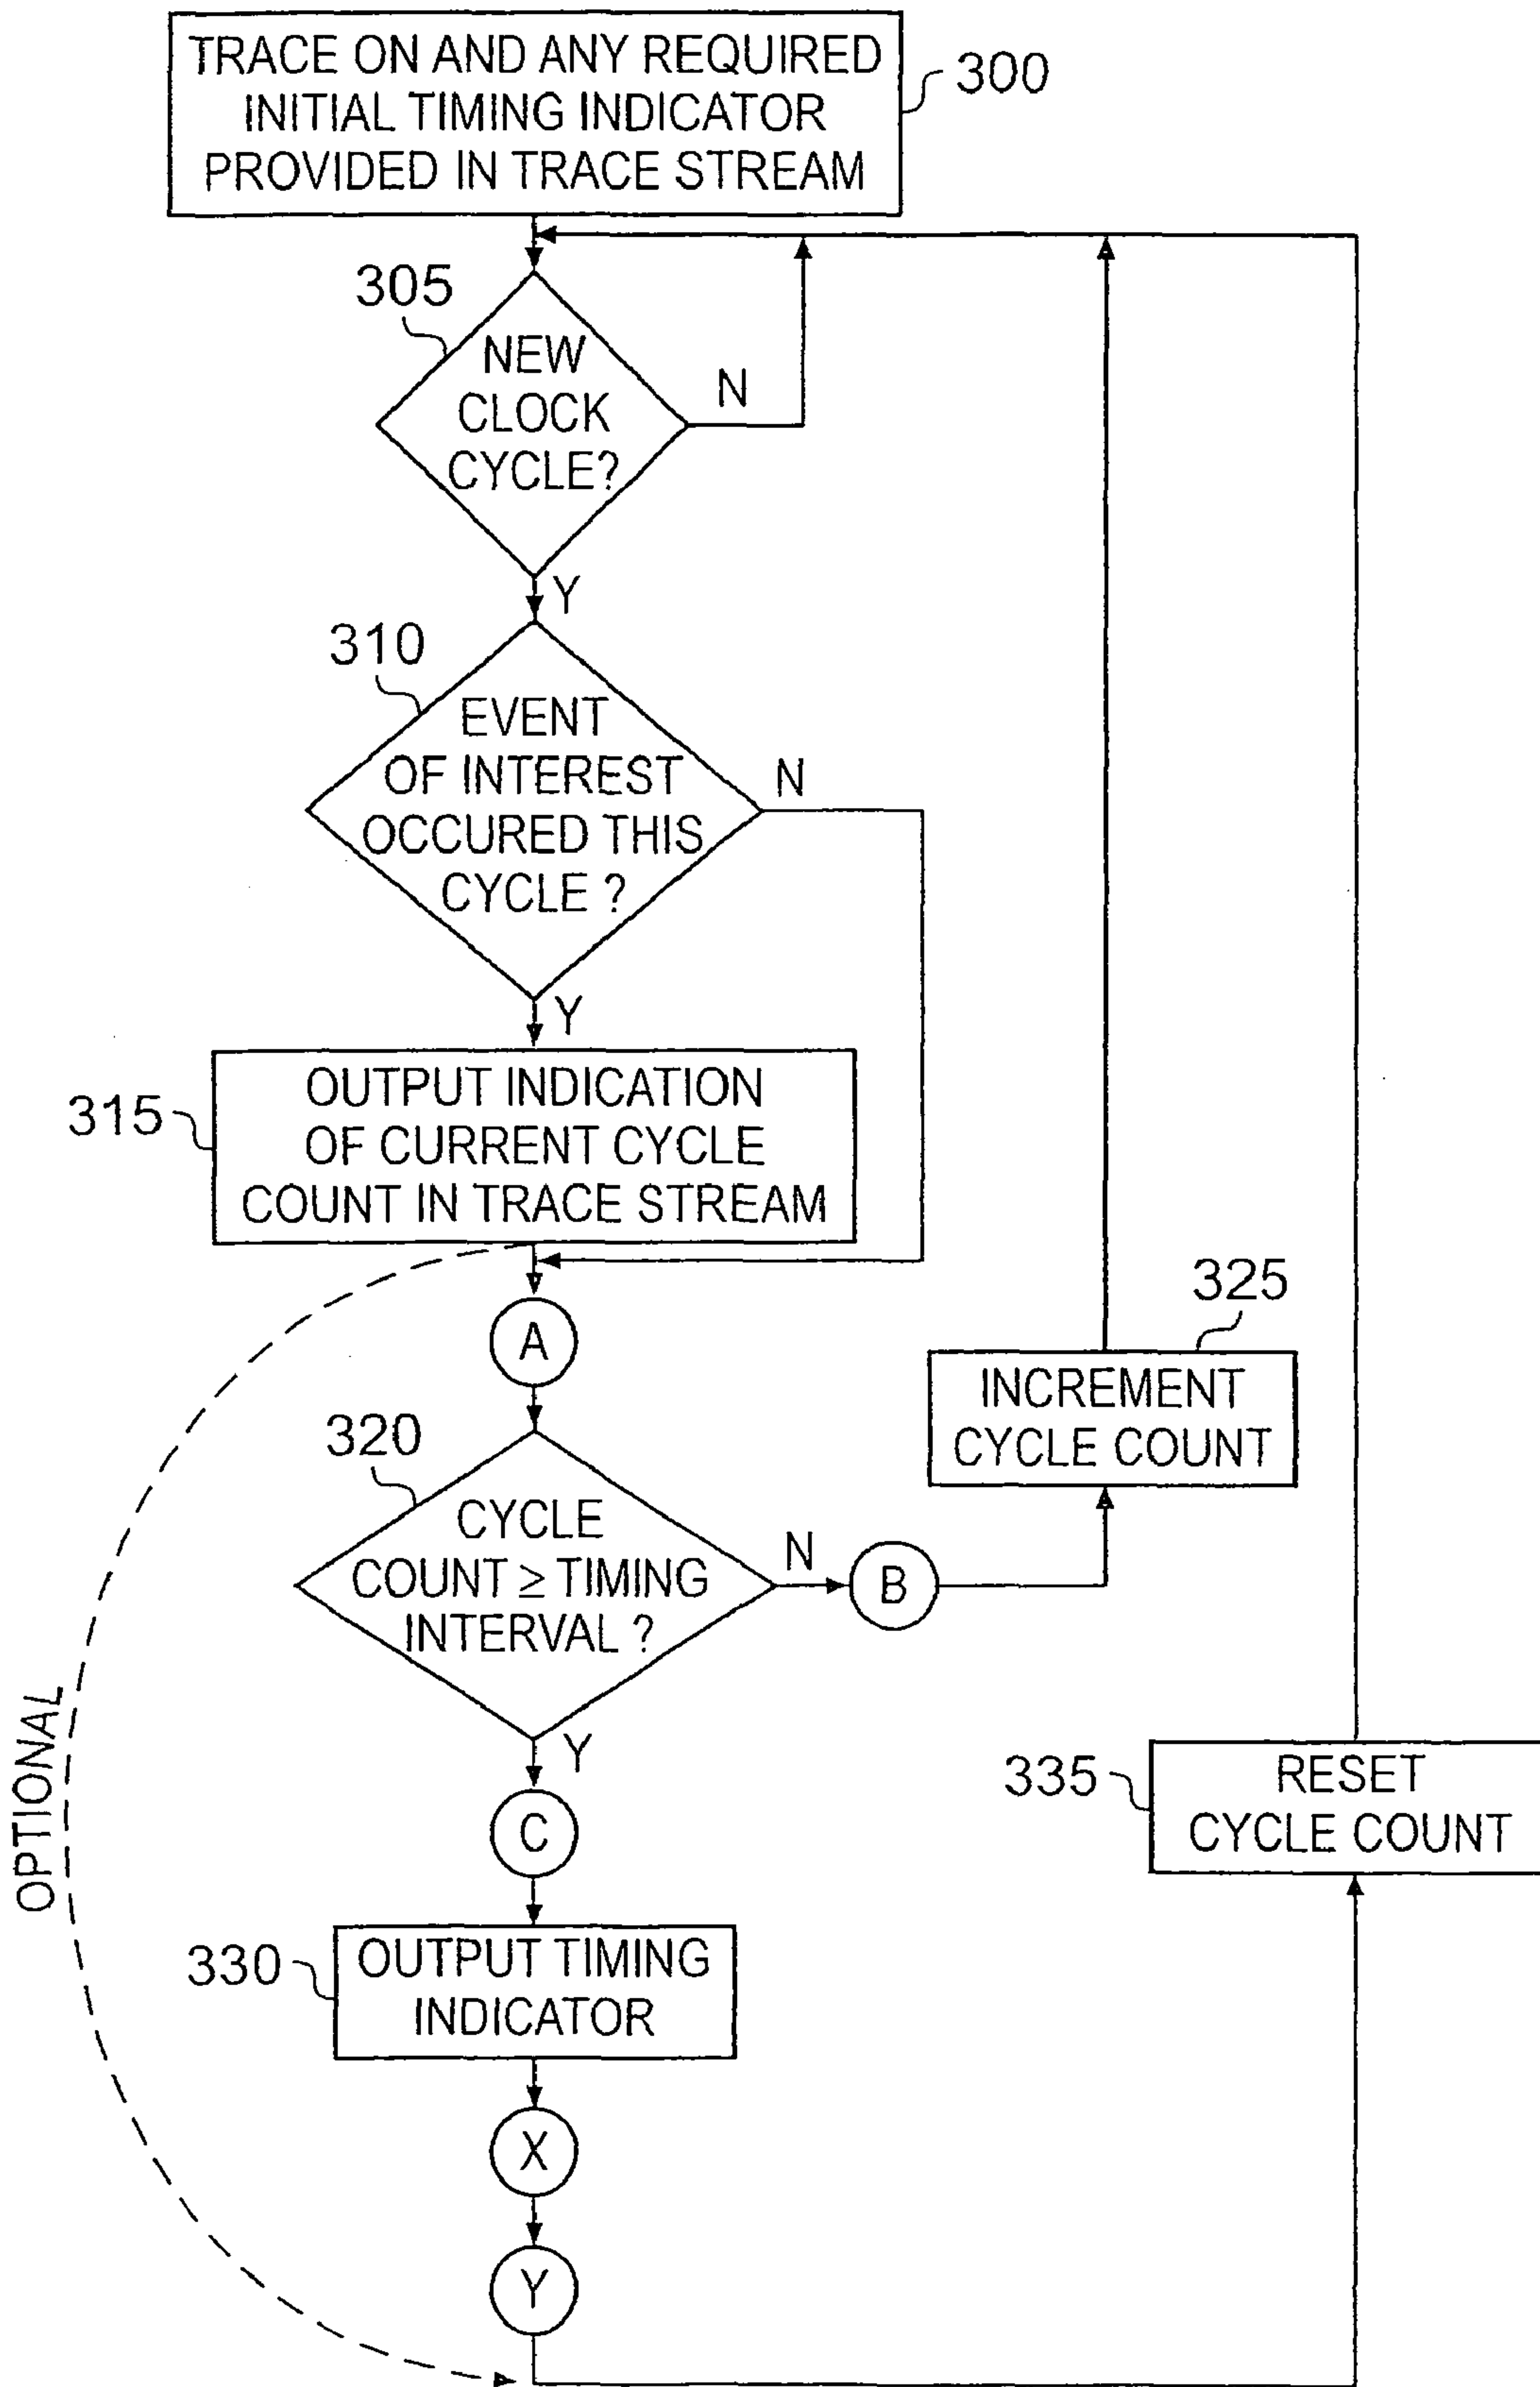 TRACE ON AND ANY REQUIRED
INITIAL TIMING INDICATOR
PROVIDED IN TRACE STREAM
300
305
NEW
CLOCK
CYCLE?
N
Y
310
EVENT
OF INTEREST
OCCURED THIS
CYCLE ?
N
Y
315
OUTPUT INDICATION
OF CURRENT CYCLE
COUNT IN TRACE STREAM
A
325
INCREMENT
CYCLE COUNT
320
CYCLE
COUNT ≥ TIMING
INTERVAL ?
N
B
Y
OPTIONAL
C
335
RESET
CYCLE COUNT
330
OUTPUT TIMING
INDICATOR
X
Y